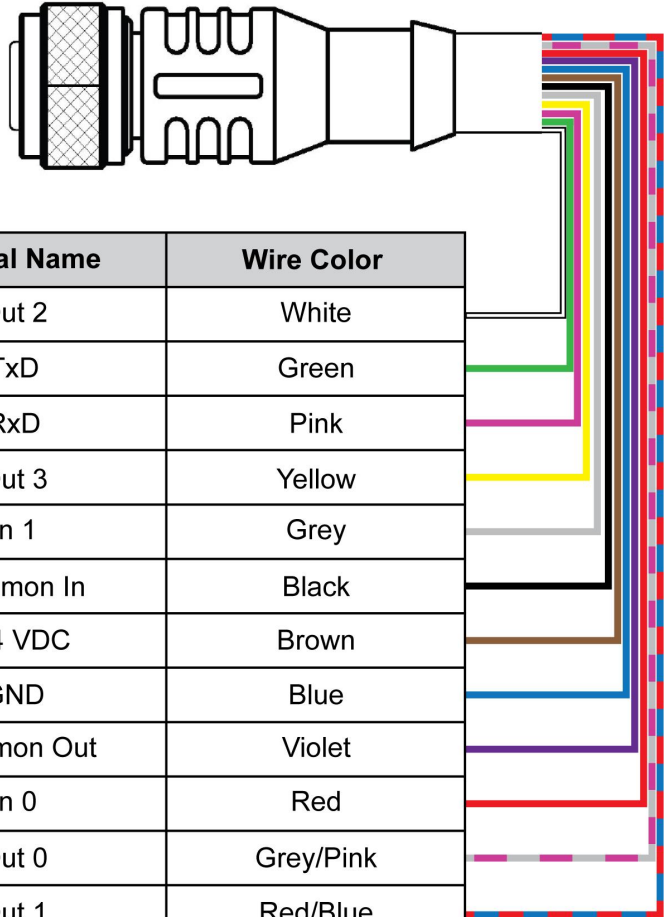 al Name Wire Color
ut 2 White
TxD Green
RxD Pink
ut 3 Yellow
n 1 Grey
mon In Black
4 VDC Brown
GND Blue
mon Out Violet
n 0 Red
ut 0 Grey/Pink
ut 1 Red/Blue